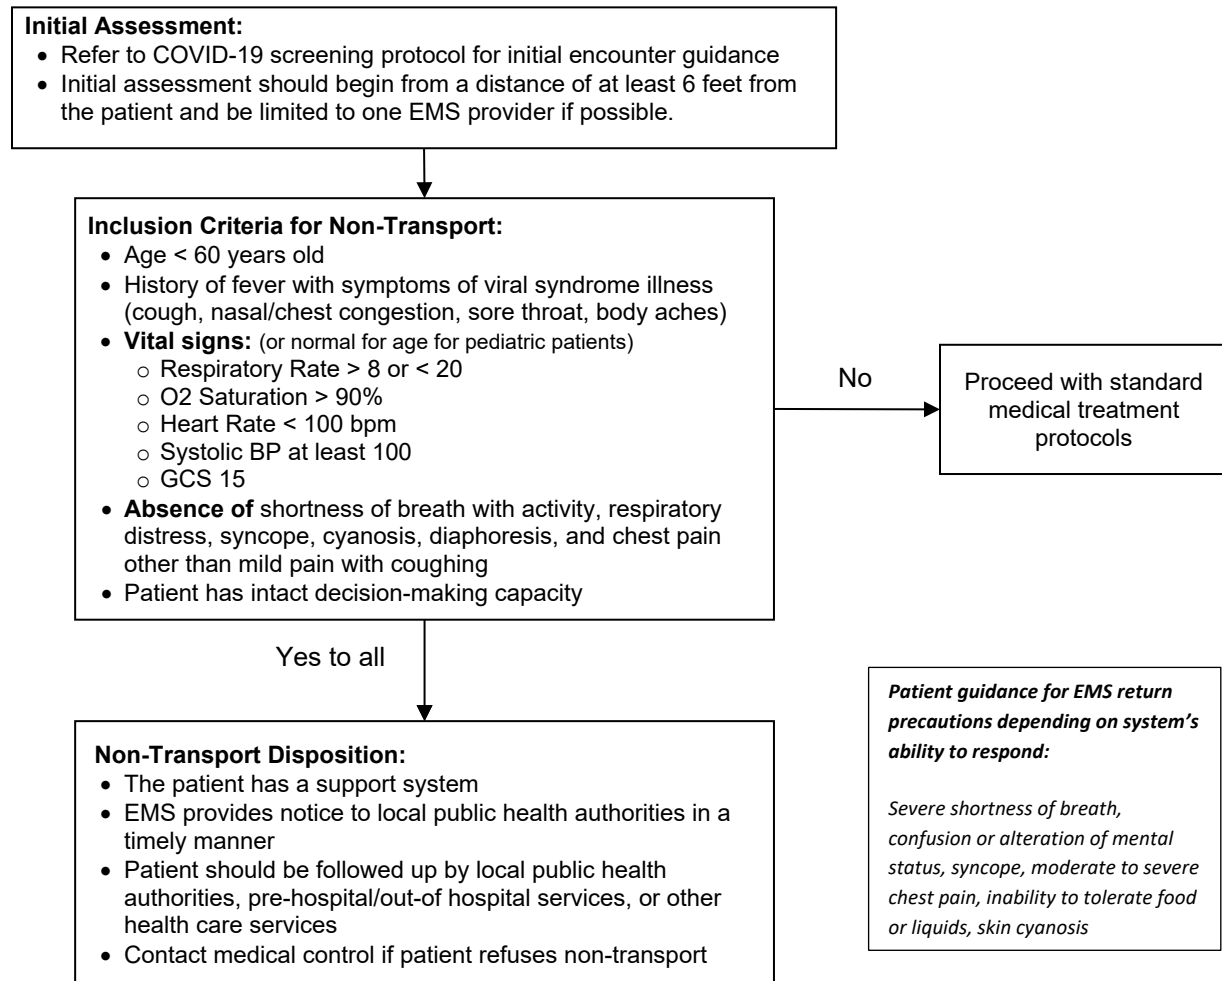 Initial Assessment:
• Refer to COVID-19 screening protocol for initial encounter guidance
• Initial assessment should begin from a distance of at least 6 feet from
the patient and be limited to one EMS provider if possible.
Inclusion Criteria for Non-Transport:
• Age < 60 years old
• History of fever with symptoms of viral syndrome illness
(cough, nasal/chest congestion, sore throat, body aches)
• Vital signs: (or normal for age for pediatric patients)
o Respiratory Rate > 8 or < 20
o O2 Saturation > 90%
o Heart Rate < 100 bpm
o Systolic BP at least 100
o GCS 15
• Absence of shortness of breath with activity, respiratory
distress, syncope, cyanosis, diaphoresis, and chest pain
other than mild pain with coughing
• Patient has intact decision-making capacity
No
Proceed with standard
medical treatment
protocols
Yes to all
Non-Transport Disposition:
• The patient has a support system
• EMS provides notice to local public health authorities in a
timely manner
• Patient should be followed up by local public health
authorities, pre-hospital/out-of hospital services, or other
health care services
• Contact medical control if patient refuses non-transport
Patient guidance for EMS return
precautions depending on system's
ability to respond:
Severe shortness of breath,
confusion or alteration of mental
status, syncope, moderate to severe
chest pain, inability to tolerate food
or liquids, skin cyanosis